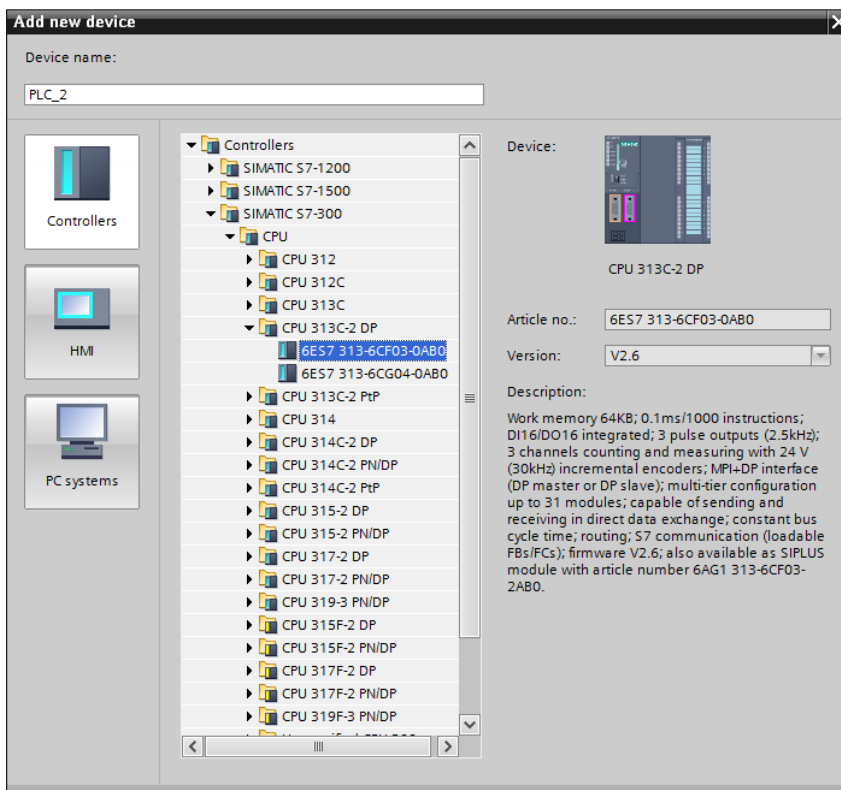 Add new device
Device name:
PLC_2
Controllers
HMI
PC systems
Controllers
SIMATIC S7-1200
SIMATIC S7-1500
SIMATIC S7-300
CPU
CPU 312
CPU 312C
CPU 313C
CPU 313C-2 DP
6ES7 313-6CF03-0AB0
6ES7 313-6CG04-0AB0
CPU 313C-2 PtP
CPU 314
CPU 314C-2 DP
CPU 314C-2 PN/DP
CPU 314C-2 PtP
CPU 315-2 DP
CPU 315-2 PN/DP
CPU 317-2 DP
CPU 317-2 PN/DP
CPU 319-3 PN/DP
CPU 315F-2 DP
CPU 315F-2 PN/DP
CPU 317F-2 DP
CPU 317F-2 PN/DP
CPU 319F-3 PN/DP
Device:
CPU 313C-2 DP
Article no.: 6ES7 313-6CF03-0AB0
Version: V2.6
Description:
Work memory 64KB; 0.1ms/1000 instructions;
DI16/DO16 integrated; 3 pulse outputs (2.5kHz);
3 channels counting and measuring with 24 V
(30kHz) incremental encoders; MPI+DP interface
(DP master or DP slave); multi-tier configuration
up to 31 modules; capable of sending and
receiving in direct data exchange; constant bus
cycle time; routing; S7 communication (loadable
FBs/FCs); firmware V2.6; also available as SIPLUS
module with article number 6AG1 313-6CF03-
2AB0.